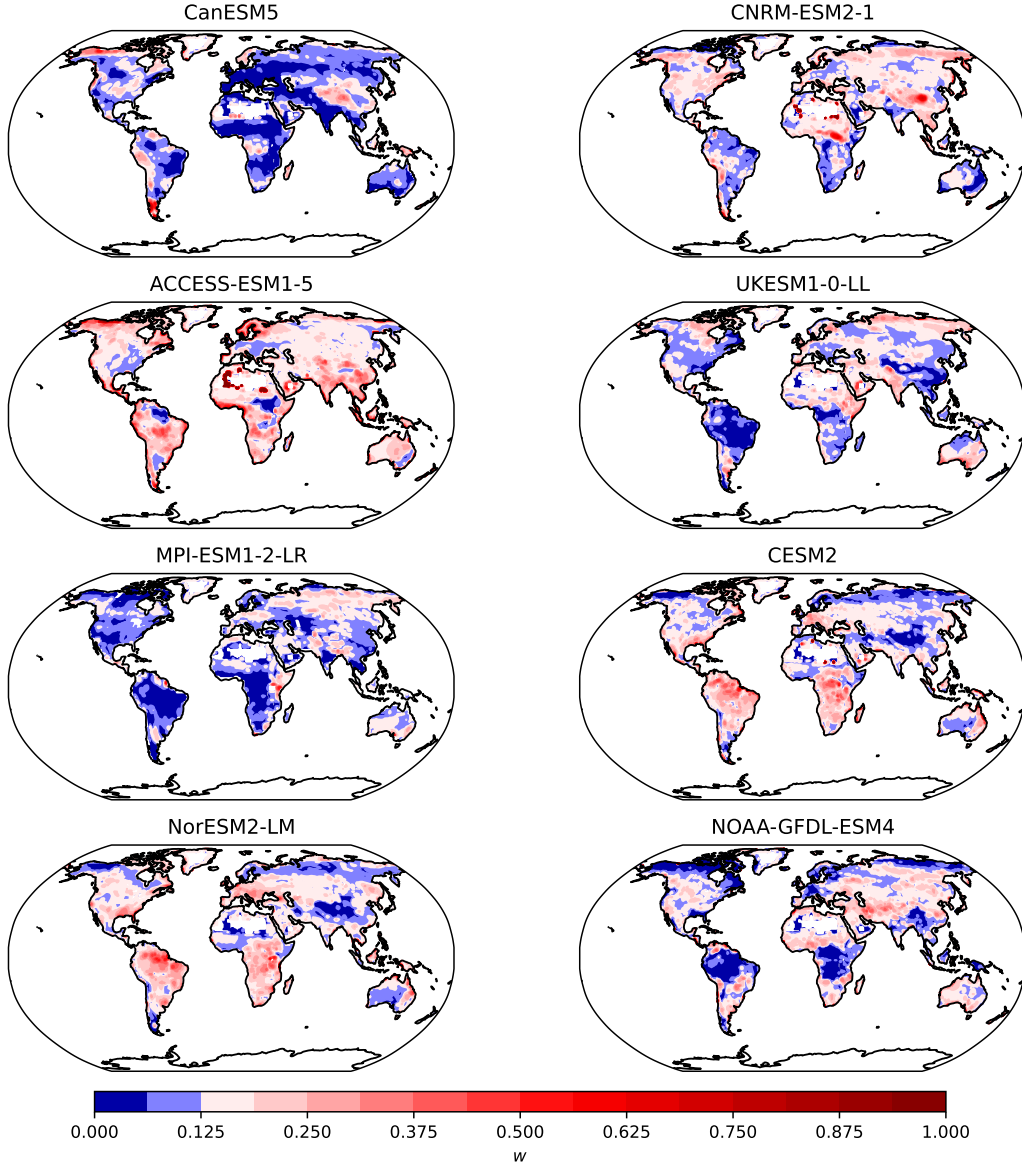 CanESM5
CNRM-ESM2-1
ACCESS-ESM1-5
UKESM1-0-LL
MPI-ESM1-2-LR
CESM2
NorESM2-LM
NOAA-GFDL-ESM4
0.000 0.125 0.250 0.375 0.500 0.625 0.750 0.875 1.000
w